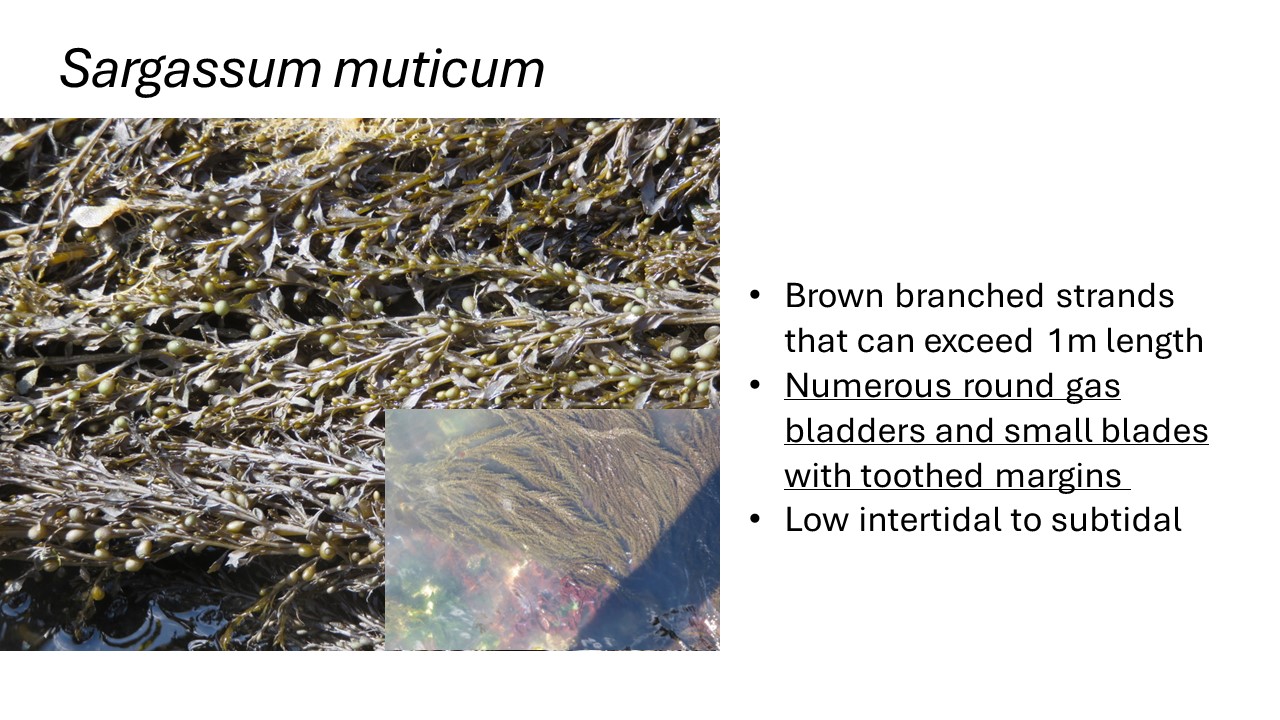 Sargassum muticum
• Brown branched strands
that can exceed 1m length
• Numerous round gas
bladders and small blades
with toothed margins
• Low intertidal to subtidal